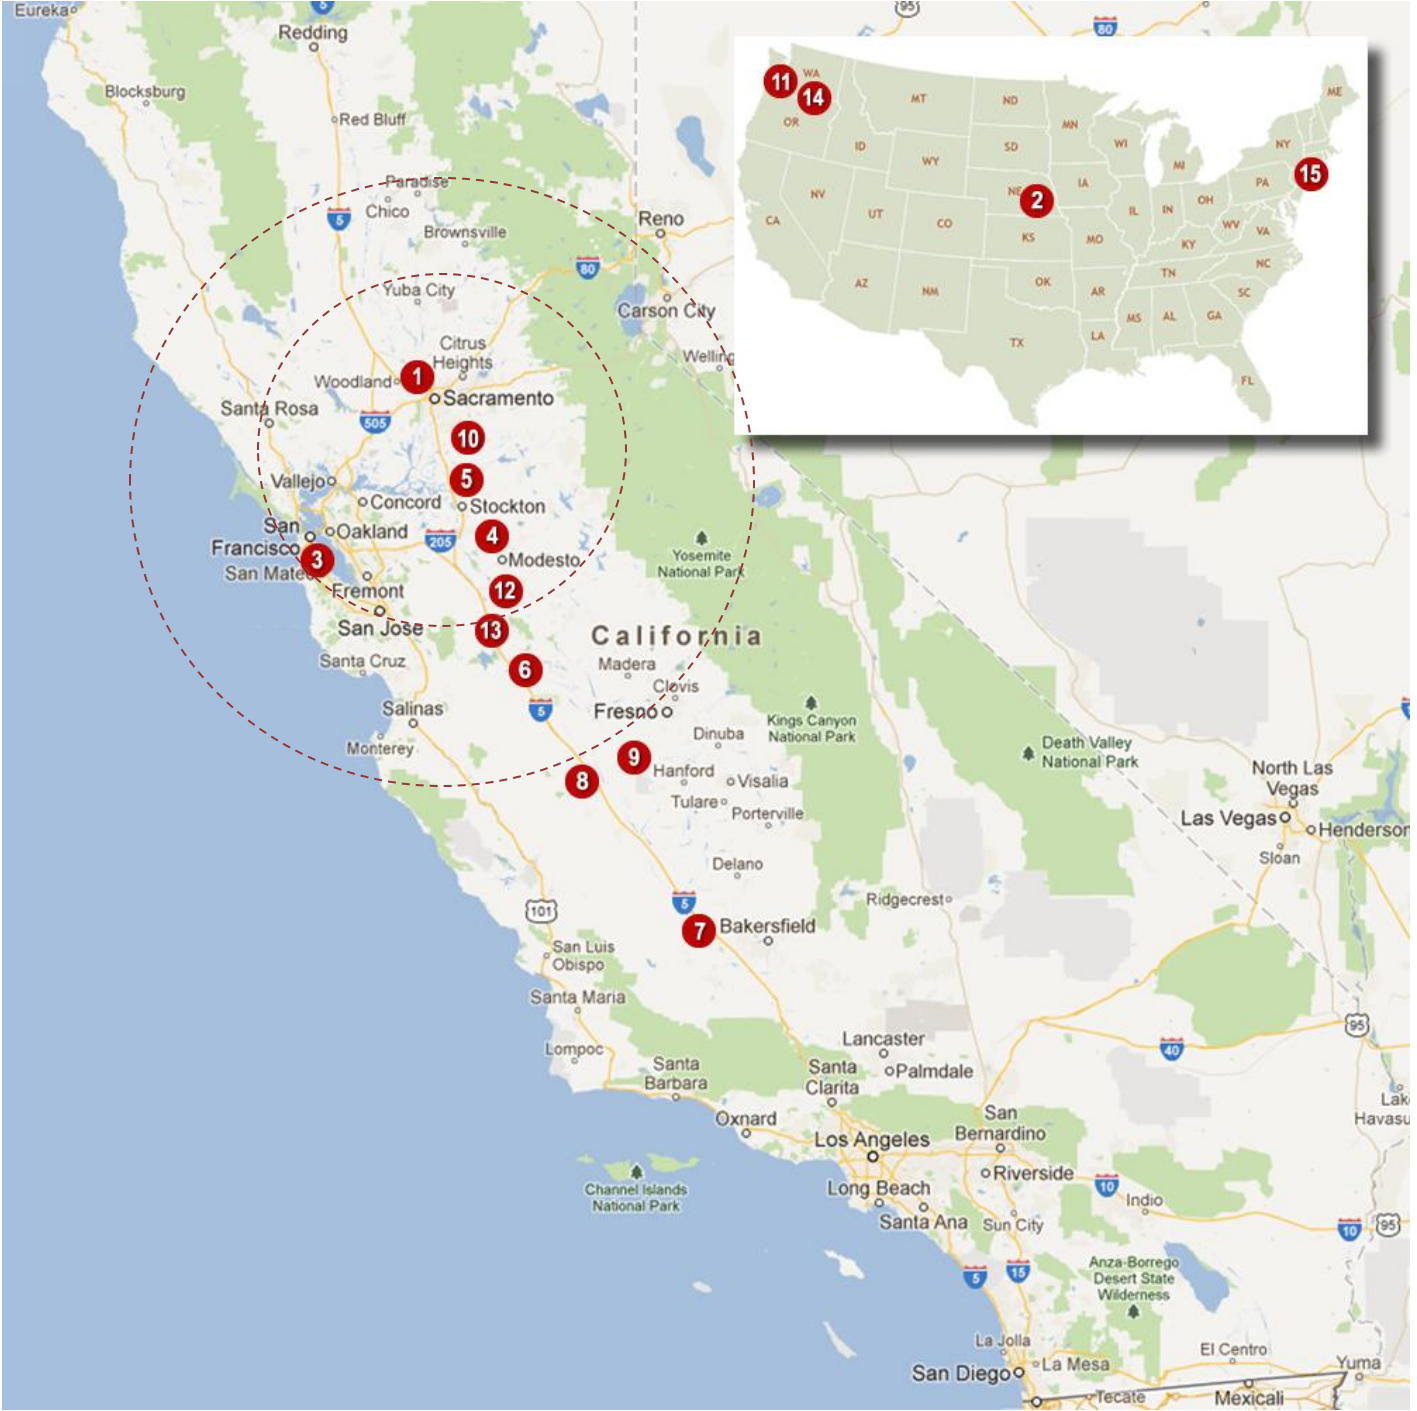 Eureka
5
Redding
95
80
Blocksburg
Red Bluff
Paradise
Chico
5
Brownsville
Reno
80
Yuba City
Carson City
Citrus
Heights
Welling
Woodland
1
Sacramento
Santa Rosa
505
10
Vallejo
5
Concord
Stockton
San
Francisco
Oakland
205
4
3
Modesto
San Mateo
Yosemite
National Park
Fremont
12
San Jose
13
California
Santa Cruz
6
Madera
Clovis
Salinas
5
Fresno
Kings Canyon
National Park
Monterey
Dinuba
Death Valley
National Park
9
8
Hanford
Visalia
Tulare
Porterville
North Las
Vegas
Las Vegas
Henderson
Sloan
Delano
Ridgecrest
101
5
7
Bakersfield
San Luis
Obispo
Santa Maria
95
Lompoc
Lancaster
40
Santa
Barbara
Santa
Clarita
Palmdale
Lak
Havasu
Oxnard
San
Bernardino
Los Angeles
Riverside
Channel Islands
National Park
Long Beach
10
Indio
Santa Ana
Sun City
10
95
5
15
Anza-Borrego
Desert State
Wilderness
La Jolla
El Centro
San Diego
La Mesa
Yuma
Tecate
Mexicali
11
WA
14
OR
MT
ND
MN
ME
ID
WY
SD
WI
MI
NY
15
NV
UT
CO
NE
2
IA
IL
IN
OH
PA
CA
KS
MO
KY
WV
VA
AZ
NM
OK
AR
TN
NC
SC
TX
LA
MS
AL
GA
FL